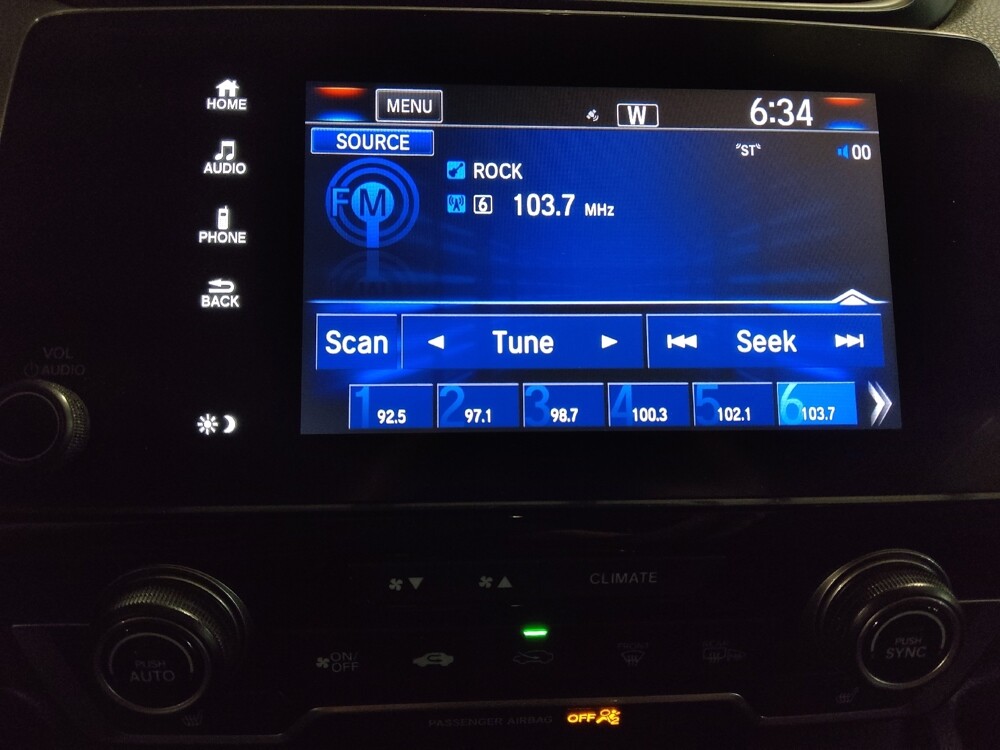 HOME
AUDIO
PHONE
BACK
VOL
AUDIO
MENU
W
6:34
SOURCE
"ST"
00
FM
ROCK
6 103.7 MHz
Scan
Tune
Seek
1 92.5
2 97.1
3 98.7
4 100.3
5 102.1
6 103.7
CLIMATE
PUSH
AUTO
ON/
OFF
FRONT
REAR
PUSH
SYNC
PASSENGER AIRBAG OFF